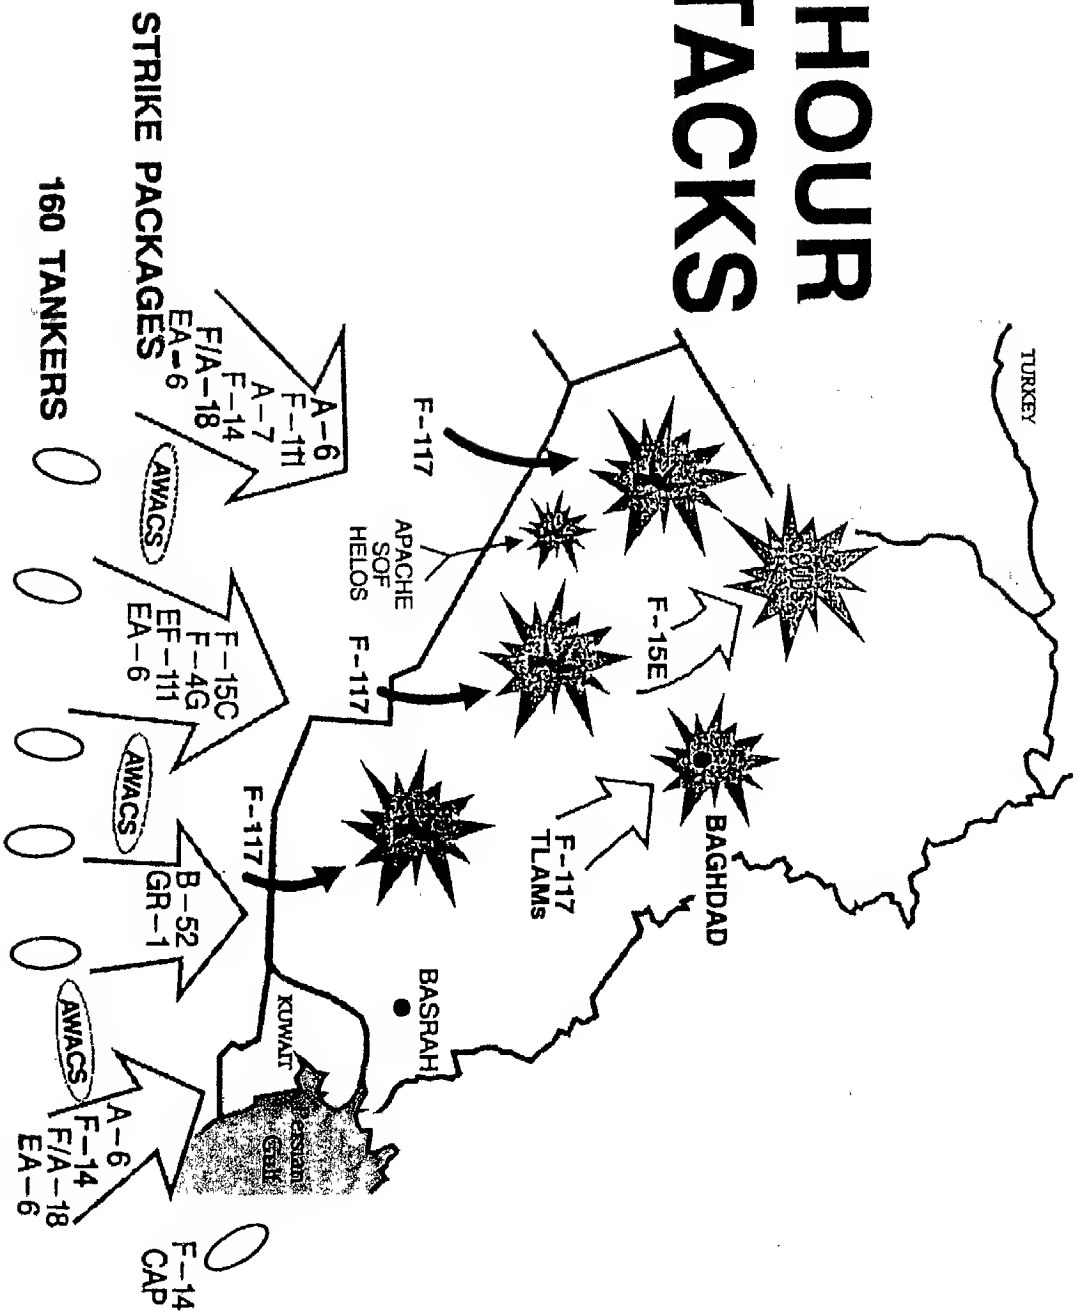 HOUR
TACKS
TURKEY
F-15E
BAGHDAD
F-117
TLAMs
F-117
APACHE
SOF
HELOS
F-117
F-117
BASRAH
KUWAIT
Persian
Gulf
A-6
F-111
A-7
F-14
F/A-18
EA-6
STRIKE PACKAGES
AWACS
F-15C
F-4G
EF-111
EA-6
AWACS
B-52
GR-1
AWACS
A-6
F-14
F/A-18
EA-6
F-14
CAP
160 TANKERS